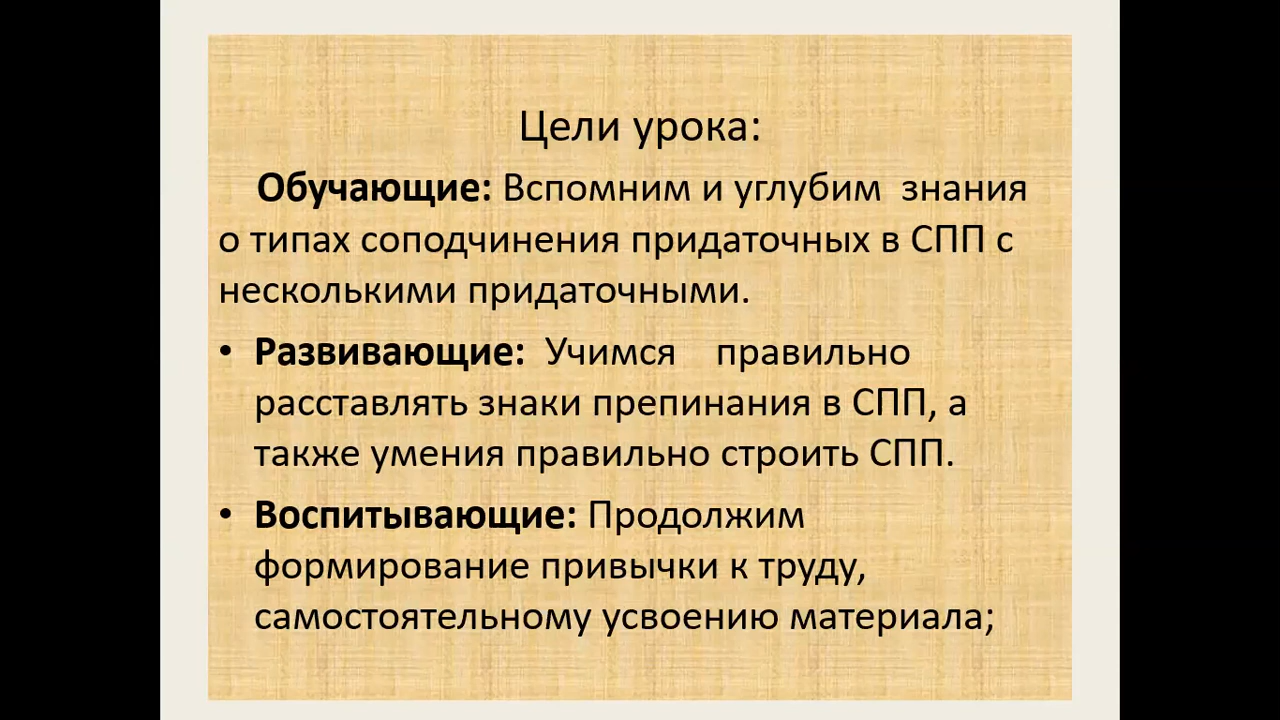 Цели урока:
Обучающие: Вспомним и углубим знания
о типах соподчинения придаточных в СПП с
несколькими придаточными.
• Развивающие: Учимся правильно
расставлять знаки препинания в СПП, а
также умения правильно строить СПП.
• Воспитывающие: Продолжим
формирование привычки к труду,
самостоятельному усвоению материала;